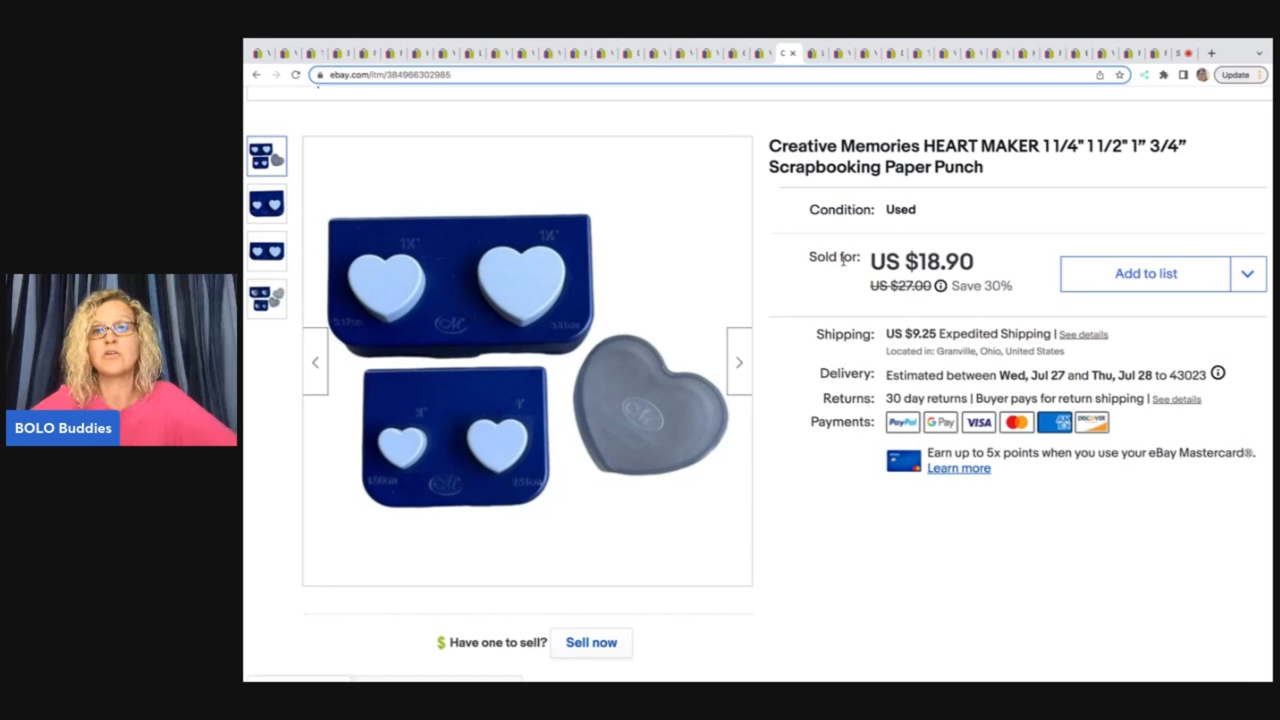 ebay.com/itm/384966302985
Update
Creative Memories HEART MAKER 1 1/4" 1 1/2" 1” 3/4”
Scrapbooking Paper Punch
Condition: Used
Sold for: US $18.90
US $27.00 Save 30%
Add to list
Shipping: US $9.25 Expedited Shipping | See details
Located in: Granville, Ohio, United States
Delivery: Estimated between Wed, Jul 27 and Thu, Jul 28 to 43023
Returns: 30 day returns | Buyer pays for return shipping | See details
Payments: PayPal G Pay VISA DISCOVER
Earn up to 5x points when you use your eBay Mastercard®.
Learn more
BOLO Buddies
$ Have one to sell? Sell now